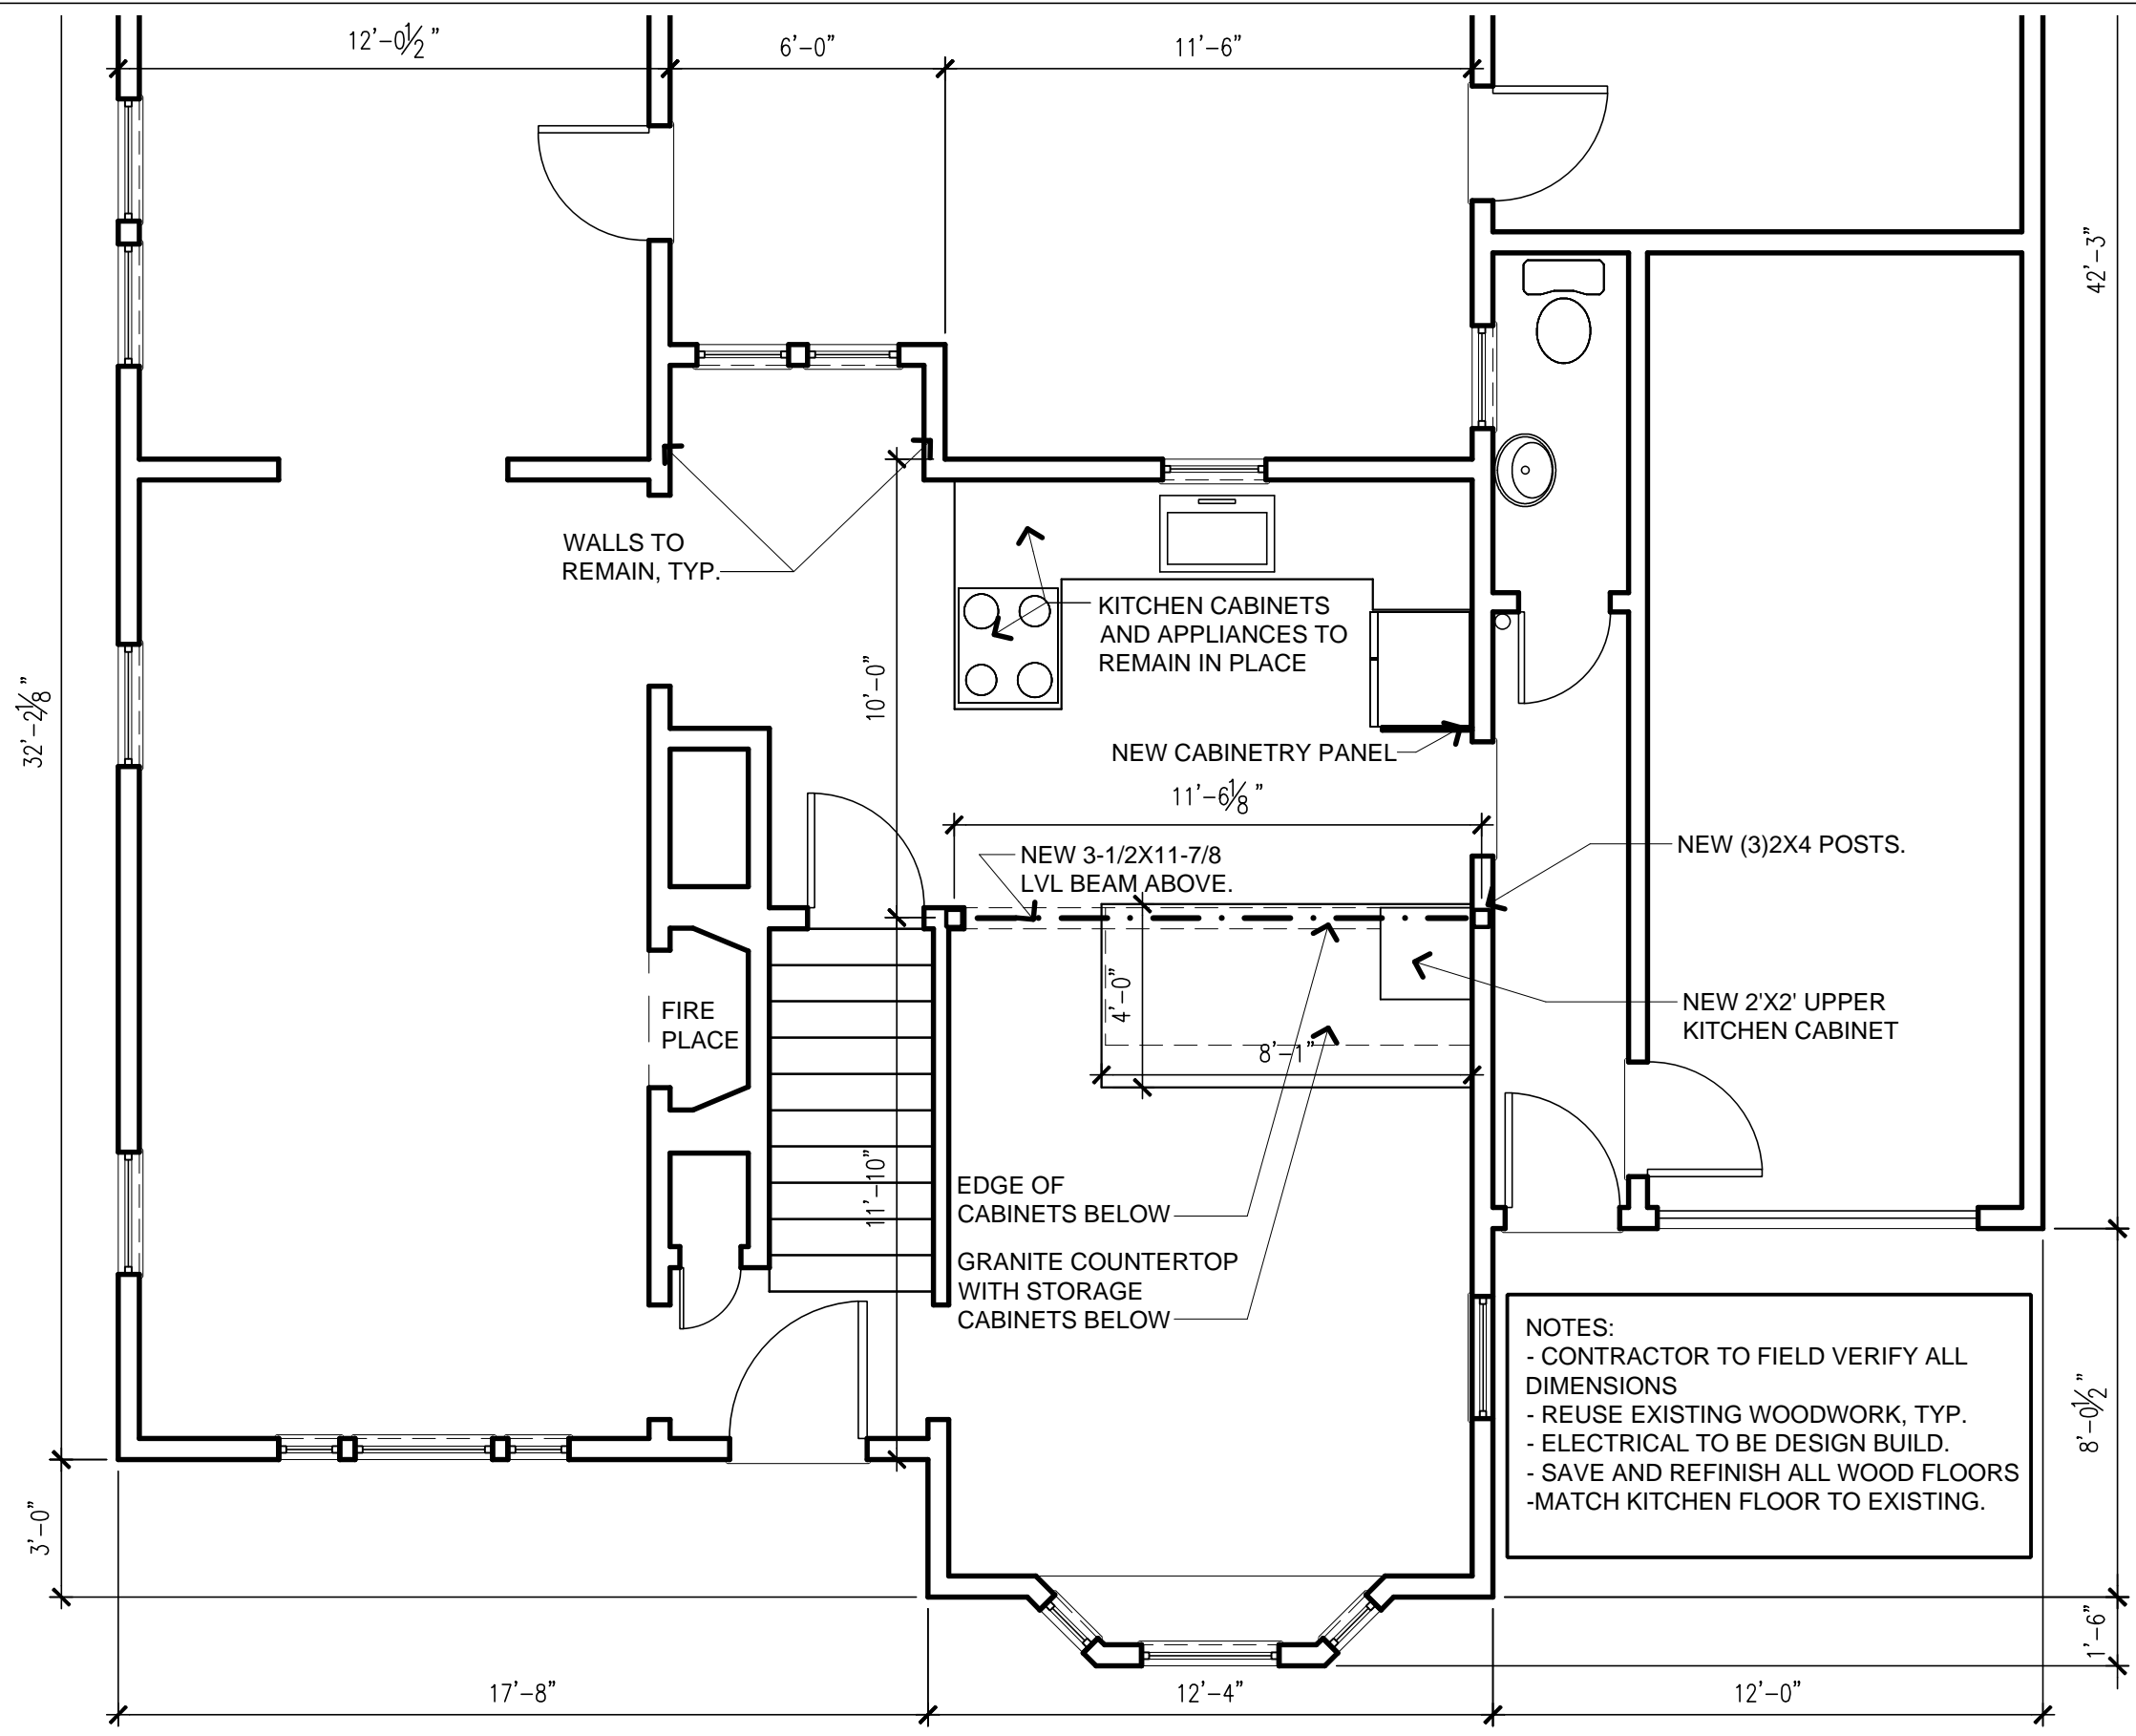 12'-0½"
6'-0"
11'-6"
42'-3"
WALLS TO
REMAIN, TYP.
KITCHEN CABINETS
AND APPLIANCES TO
REMAIN IN PLACE
10'-0"
32'-2⅛"
NEW CABINETRY PANEL
11'-6⅛"
NEW 3-1/2X11-7/8
LVL BEAM ABOVE.
NEW (3)2X4 POSTS.
FIRE
PLACE
4'-0"
8'-1"
NEW 2'X2' UPPER
KITCHEN CABINET
11'-10"
EDGE OF
CABINETS BELOW
GRANITE COUNTERTOP
WITH STORAGE
CABINETS BELOW
NOTES:
- CONTRACTOR TO FIELD VERIFY ALL
DIMENSIONS
- REUSE EXISTING WOODWORK, TYP.
- ELECTRICAL TO BE DESIGN BUILD.
- SAVE AND REFINISH ALL WOOD FLOORS
-MATCH KITCHEN FLOOR TO EXISTING.
8'-0½"
3'-0"
1'-6"
17'-8"
12'-4"
12'-0"